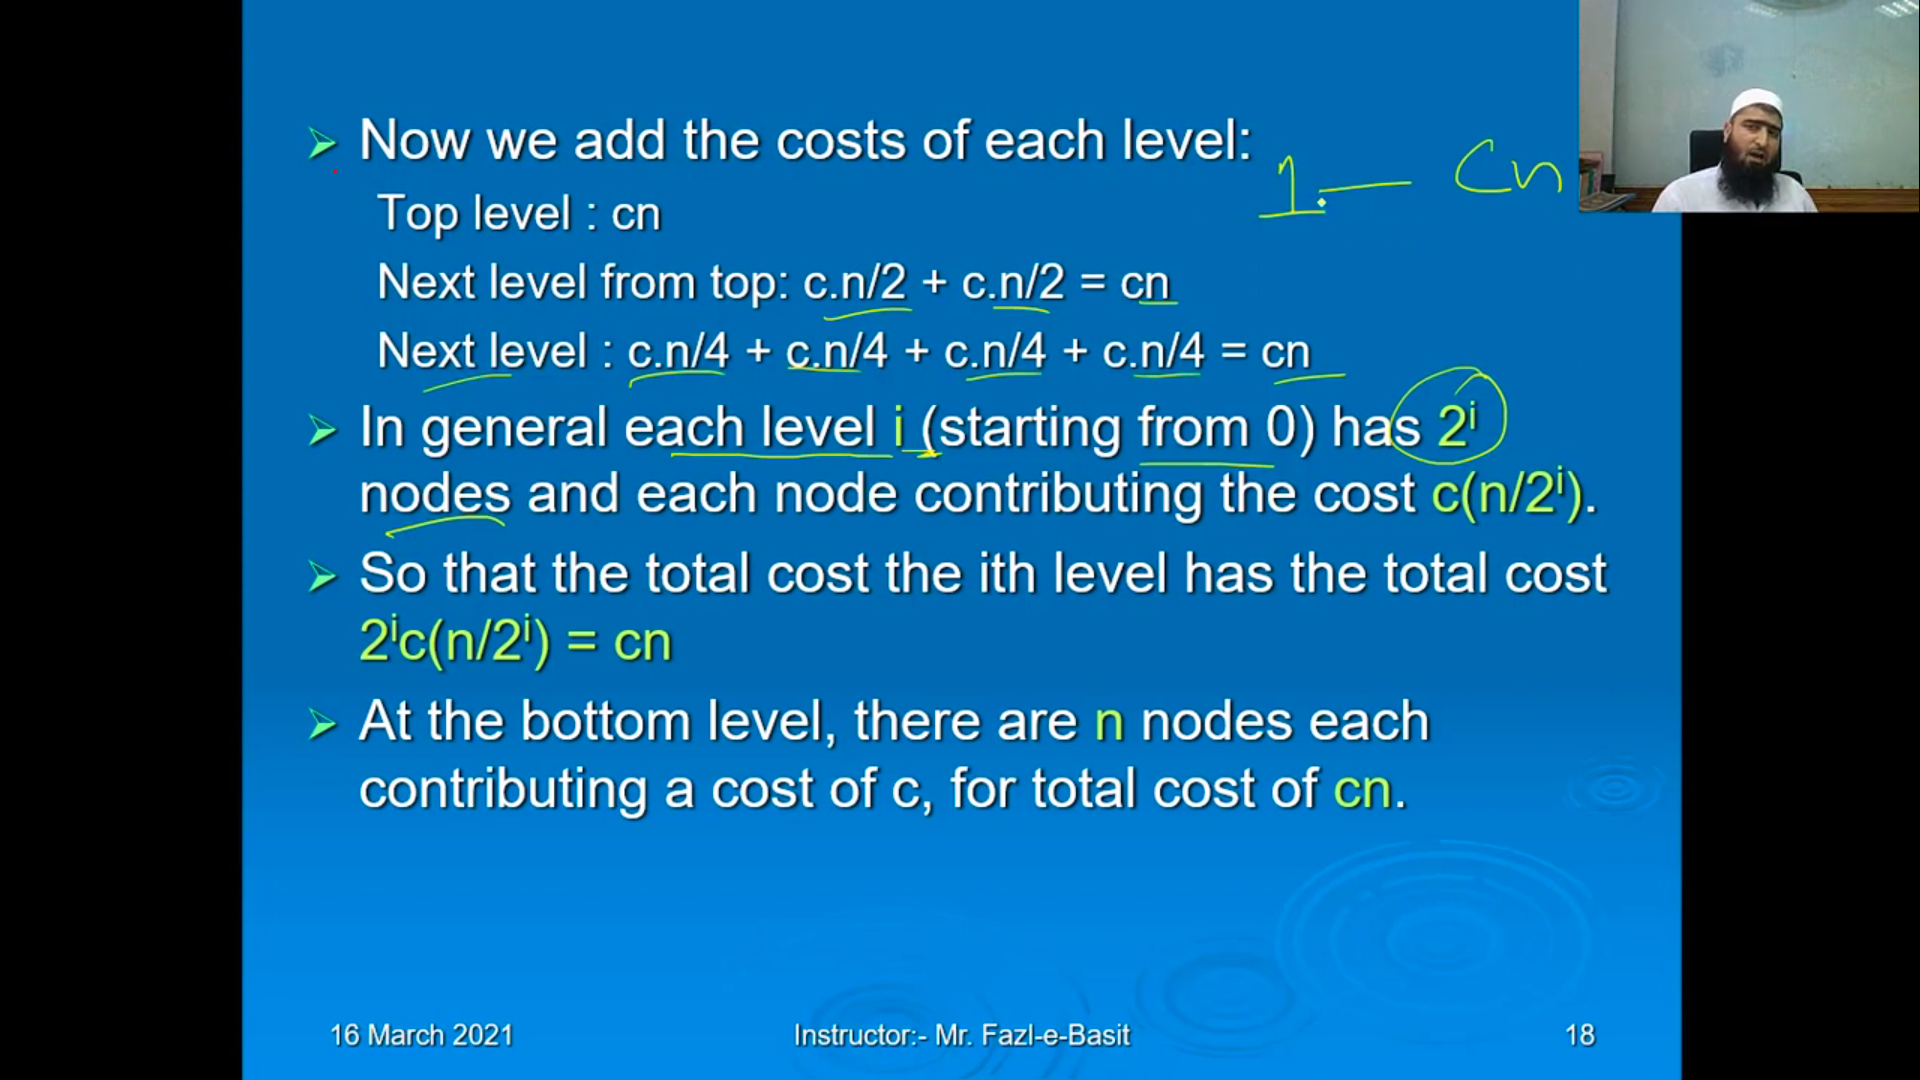 Now we add the costs of each level:
1. — cn
Top level : cn
Next level from top: c.n/2 + c.n/2 = cn
Next level : c.n/4 + c.n/4 + c.n/4 + c.n/4 = cn
In general each level i (starting from 0) has 2ⁱ
nodes and each node contributing the cost c(n/2ⁱ).
So that the total cost the ith level has the total cost
2ⁱc(n/2ⁱ) = cn
At the bottom level, there are n nodes each
contributing a cost of c, for total cost of cn.
16 March 2021
Instructor:- Mr. Fazl-e-Basit
18